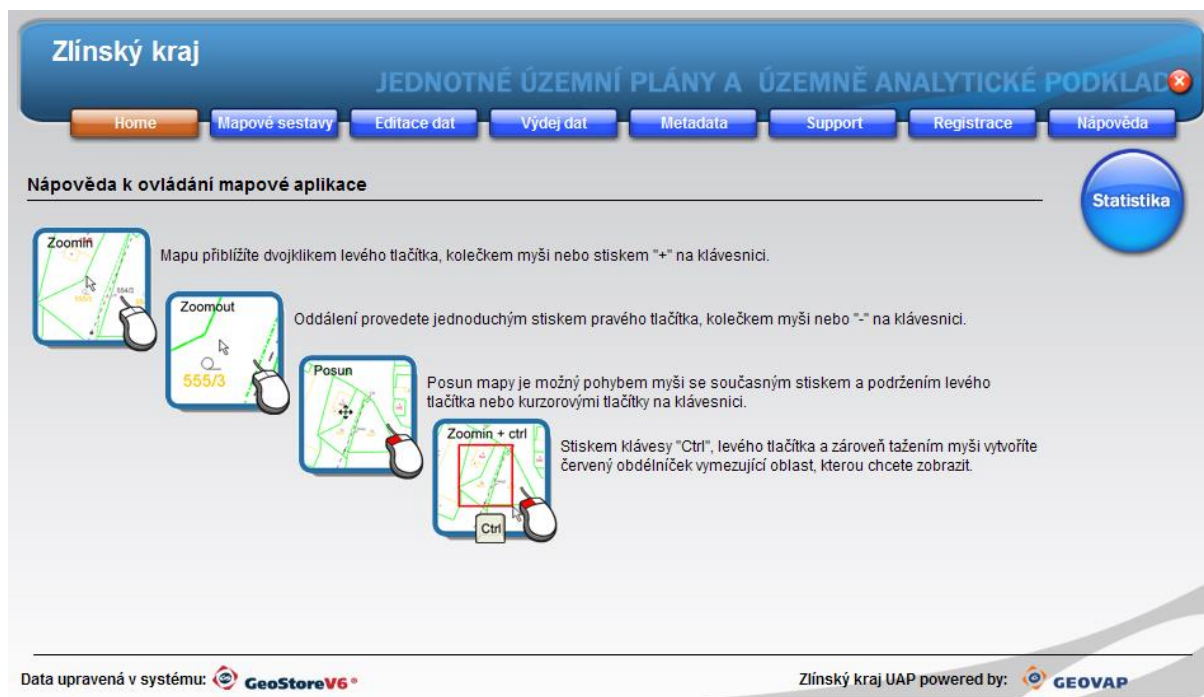 Zlínský kraj
JEDNOTNÉ ÚZEMNÍ PLÁNY A ÚZEMNĚ ANALYTICKÉ PODKLAD
Home Mapové sestavy Editace dat Výdej dat Metadata Support Registrace Nápověda
Nápověda k ovládání mapové aplikace
Statistika
Zoomin
Mapu přiblížíte dvojklikem levého tlačítka, kolečkem myši nebo stiskem "+" na klávesnici.
Zoomout
555/3
Oddálení provedete jednoduchým stiskem pravého tlačítka, kolečkem myši nebo "-" na klávesnici.
Posun
Posun mapy je možný pohybem myši se současným stiskem a podržením levého
tlačítka nebo kurzorovými tlačítky na klávesnici.
Zoomin + ctrl
Ctrl
Stiskem klávesy "Ctrl", levého tlačítka a zároveň tažením myši vytvoříte
červený obdélníček vymezující oblast, kterou chcete zobrazit.
Data upravená v systému: GeoStoreV6
Zlínský kraj UAP powered by: GEOVAP